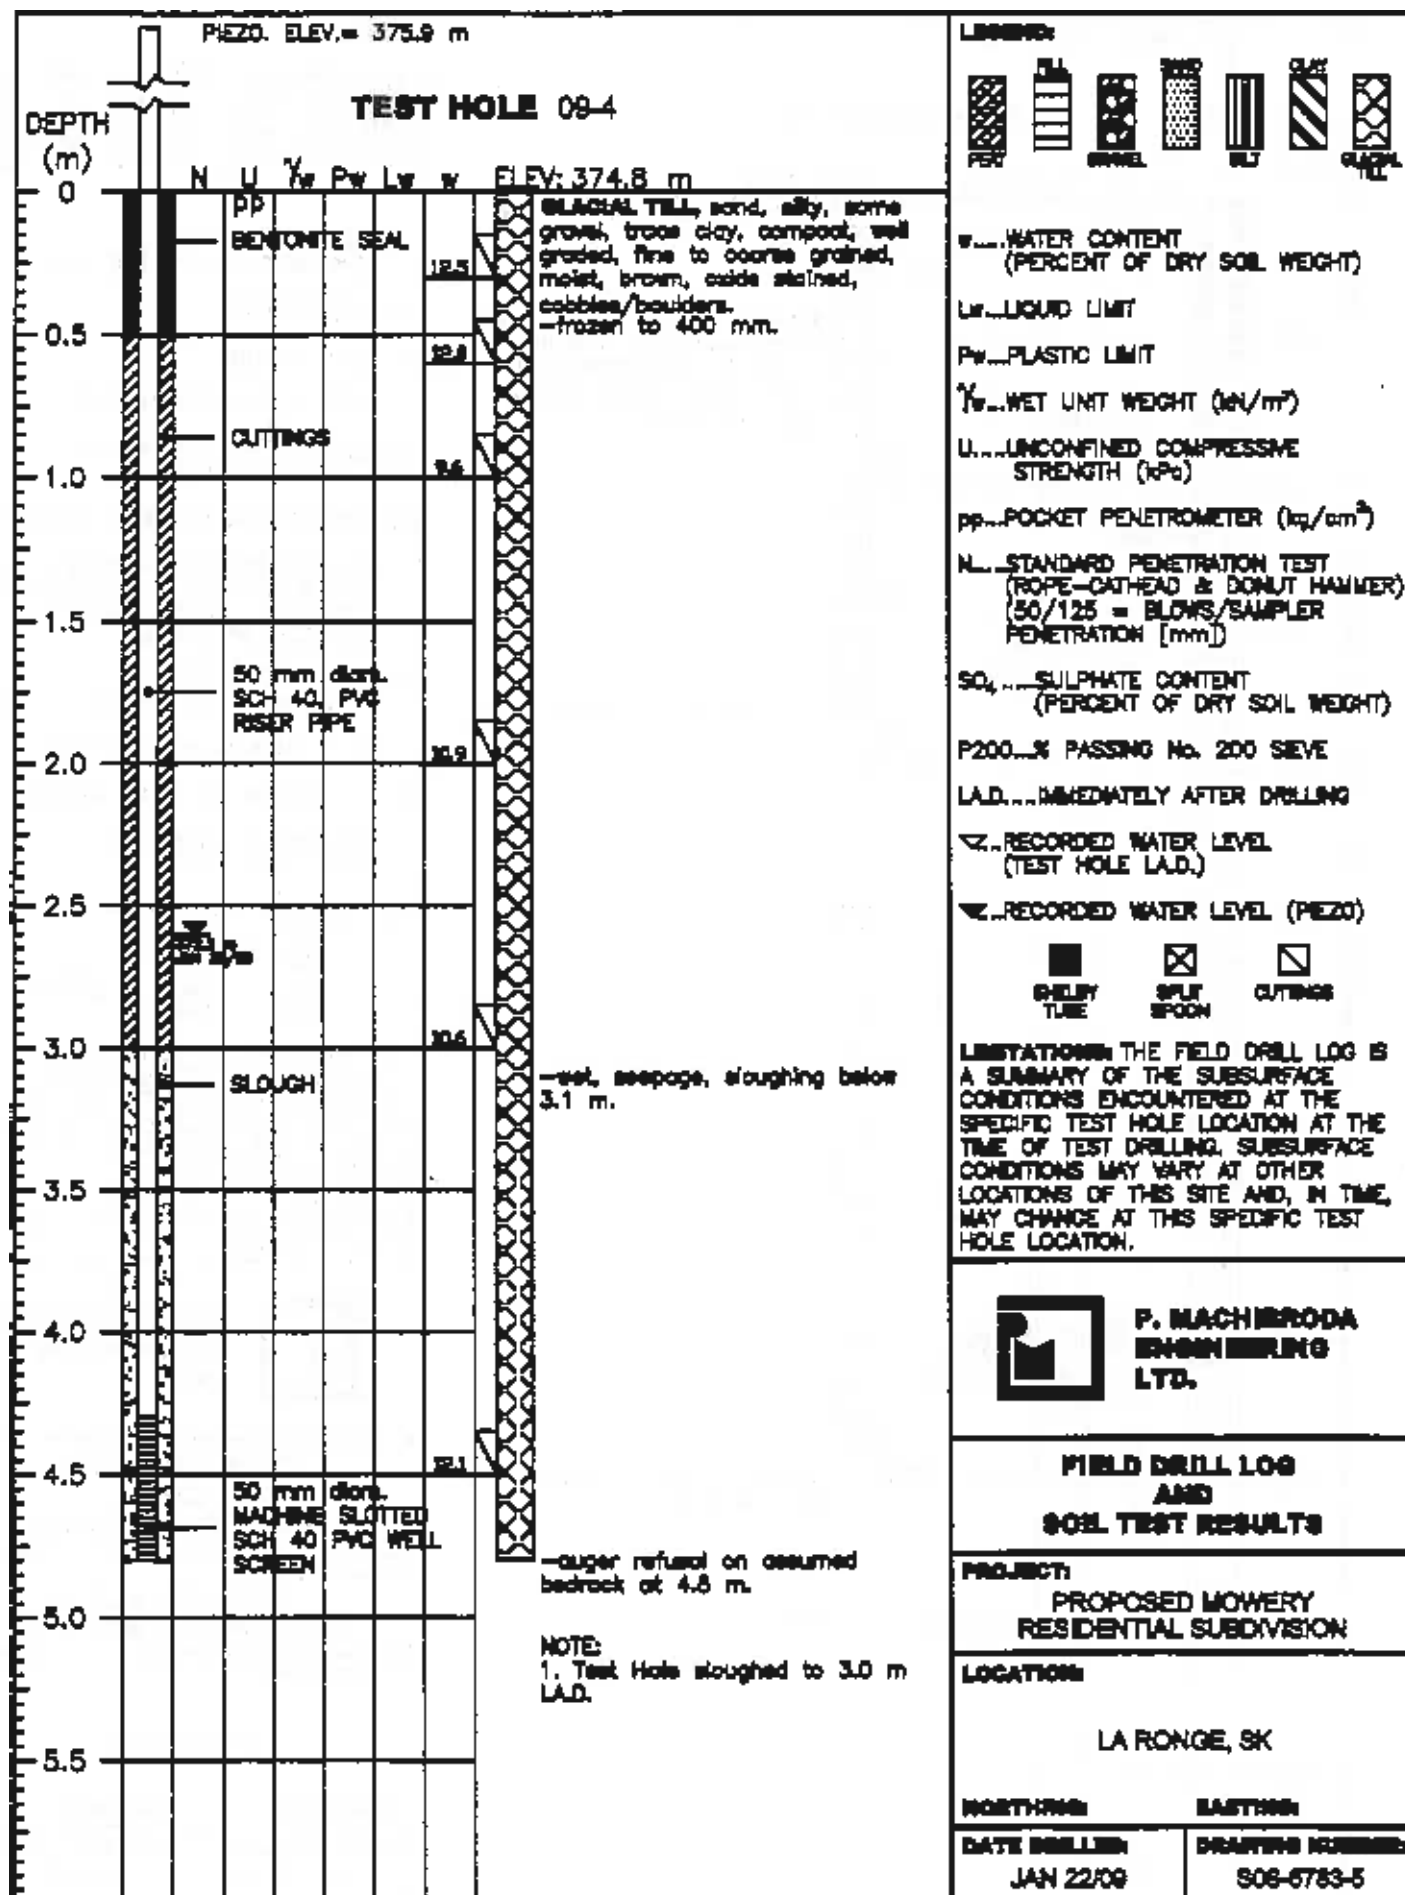 PIEZO. ELEV.= 375.9 m
TEST HOLE 09-4
DEPTH
(m)
N U γw Pw Lw w ELEV: 374.8 m
0
PP
BENTONITE SEAL
GLACIAL TILL, sand, silty, some
gravel, trace clay, compact, well
graded, fine to coarse grained,
moist, brown, oxide stained,
cobbles/boulders.
-frozen to 400 mm.
12.5
0.5
12.8
CUTTINGS
9.6
1.0
1.5
50 mm diam.
SCH 40, PVC
RISER PIPE
10.9
2.0
2.5
10.6
3.0
SLOUGH
-wet, seepage, sloughing below
3.1 m.
3.5
4.0
12.1
4.5
50 mm diam.
MACHINE SLOTTED
SCH 40 PVC WELL
SCREEN
-auger refusal on assumed
bedrock at 4.8 m.
5.0
NOTE:
1. Test Hole sloughed to 3.0 m
I.A.D.
5.5
LEGEND:
PEAT FILL GRAVEL SAND SILT CLAY GLACIAL
TILL
w....WATER CONTENT
(PERCENT OF DRY SOIL WEIGHT)
Lw...LIQUID LIMIT
Pw...PLASTIC LIMIT
γw...WET UNIT WEIGHT (kN/m³)
U....UNCONFINED COMPRESSIVE
STRENGTH (kPa)
pp...POCKET PENETROMETER (kg/cm²)
N....STANDARD PENETRATION TEST
(ROPE-CATHEAD & DONUT HAMMER)
(50/125 = BLOWS/SAMPLER
PENETRATION [mm])
SO₄....SULPHATE CONTENT
(PERCENT OF DRY SOIL WEIGHT)
P200...% PASSING No. 200 SIEVE
I.A.D....IMMEDIATELY AFTER DRILLING
...RECORDED WATER LEVEL
(TEST HOLE I.A.D.)
...RECORDED WATER LEVEL (PIEZO)
SHELBY
TUBE
SPLIT
SPOON
CUTTINGS
LIMITATIONS: THE FIELD DRILL LOG IS
A SUMMARY OF THE SUBSURFACE
CONDITIONS ENCOUNTERED AT THE
SPECIFIC TEST HOLE LOCATION AT THE
TIME OF TEST DRILLING. SUBSURFACE
CONDITIONS MAY VARY AT OTHER
LOCATIONS OF THIS SITE AND, IN TIME,
MAY CHANGE AT THIS SPECIFIC TEST
HOLE LOCATION.
P. MACHIBRODA
ENGINEERING
LTD.
FIELD DRILL LOG
AND
SOIL TEST RESULTS
PROJECT:
PROPOSED MOWERY
RESIDENTIAL SUBDIVISION
LOCATION:
LA RONGE, SK
NORTHING: EASTING:
DATE DRILLED: DRAWING NUMBER:
JAN 22/09 S08-6783-5